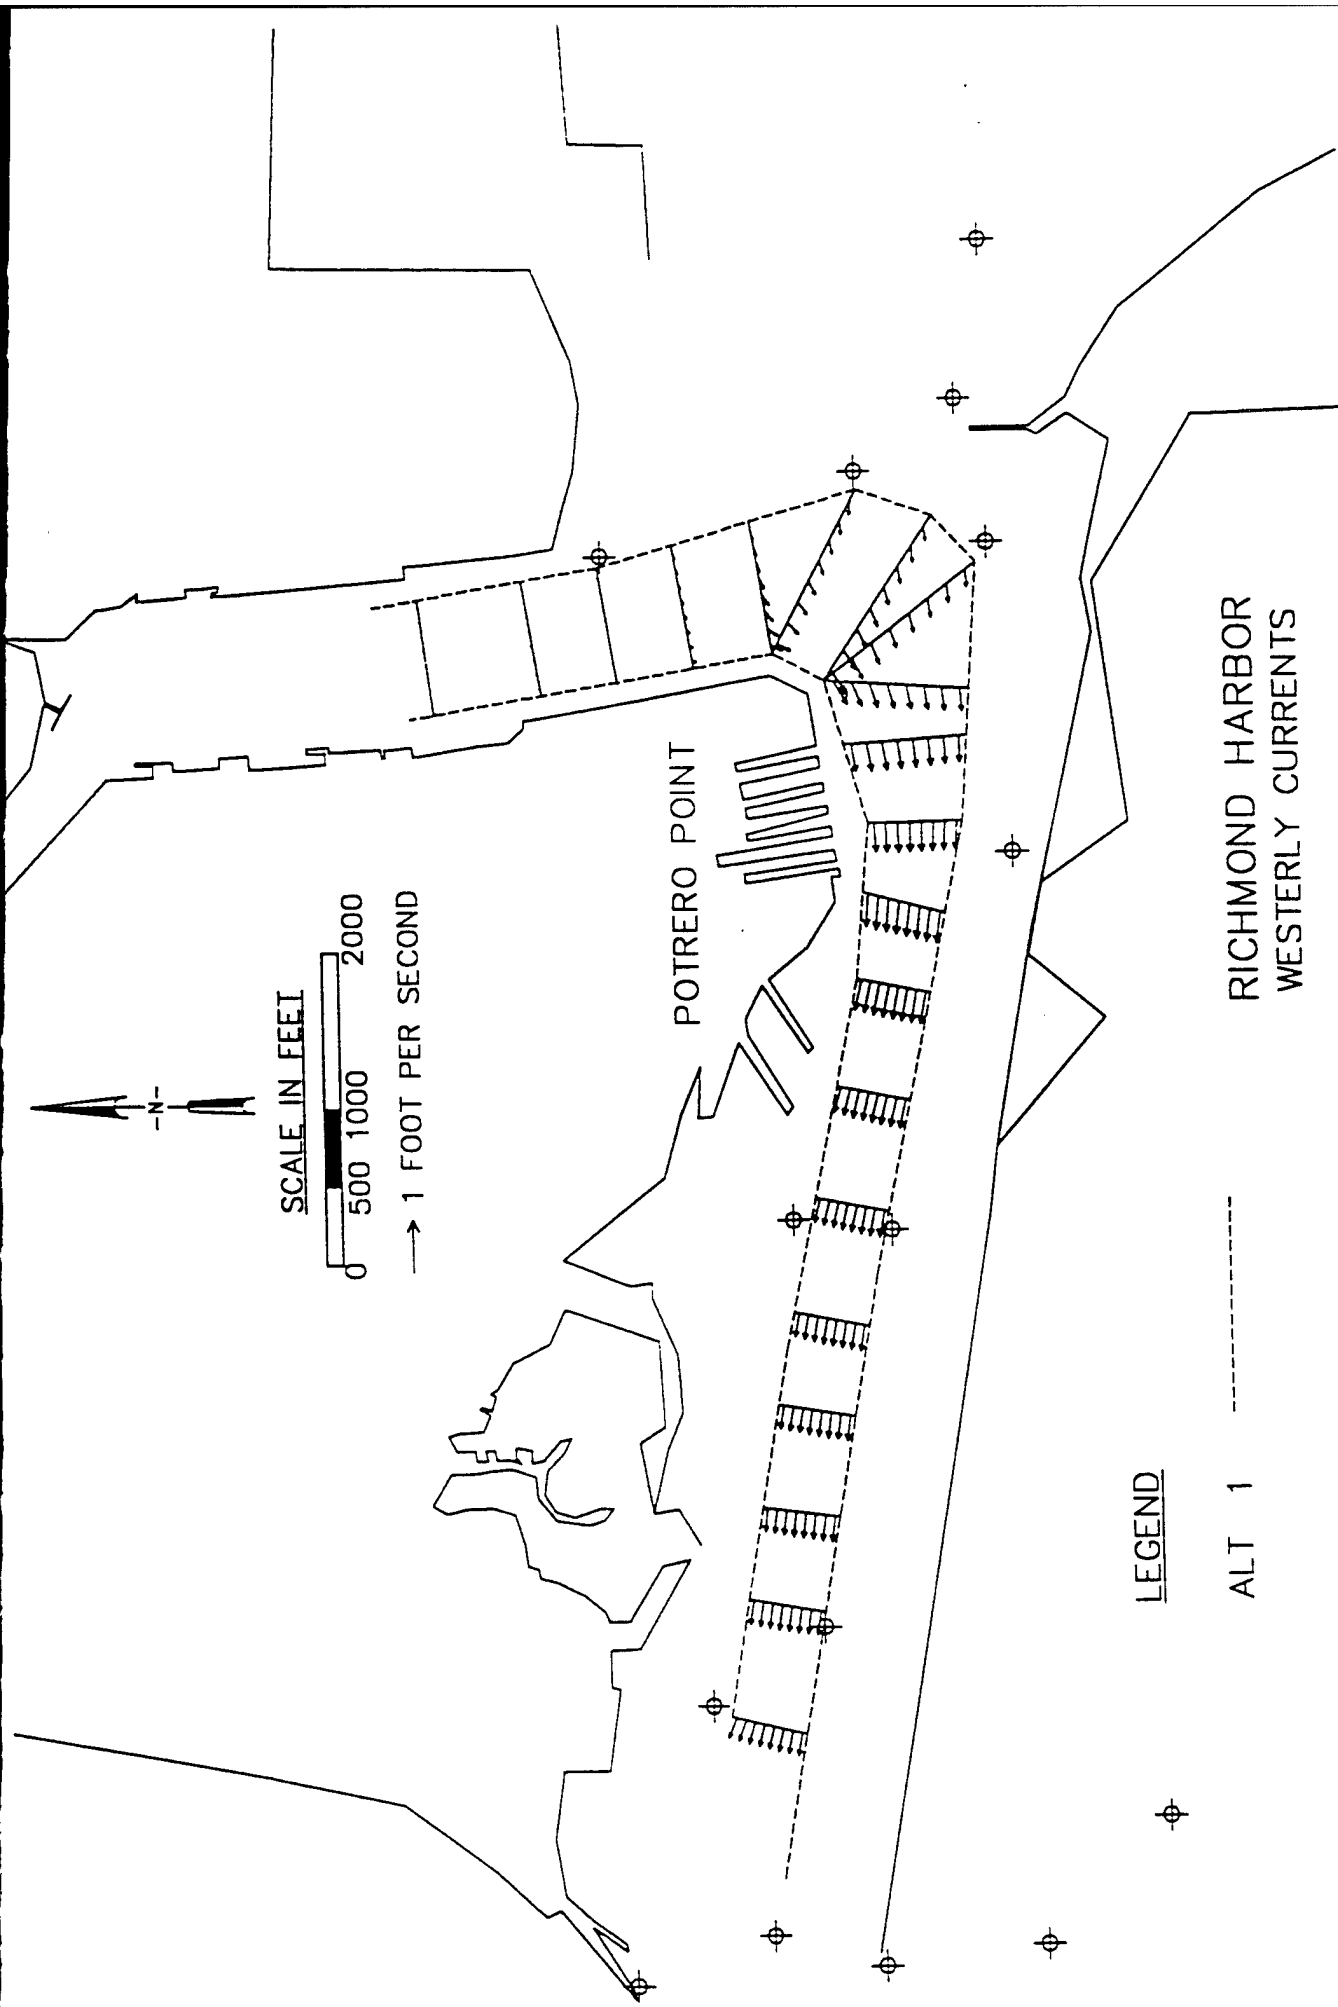 -N-
SCALE IN FEET
0 500 1000 2000
1 FOOT PER SECOND
POTRERO POINT
LEGEND
ALT 1
RICHMOND HARBOR
WESTERLY CURRENTS